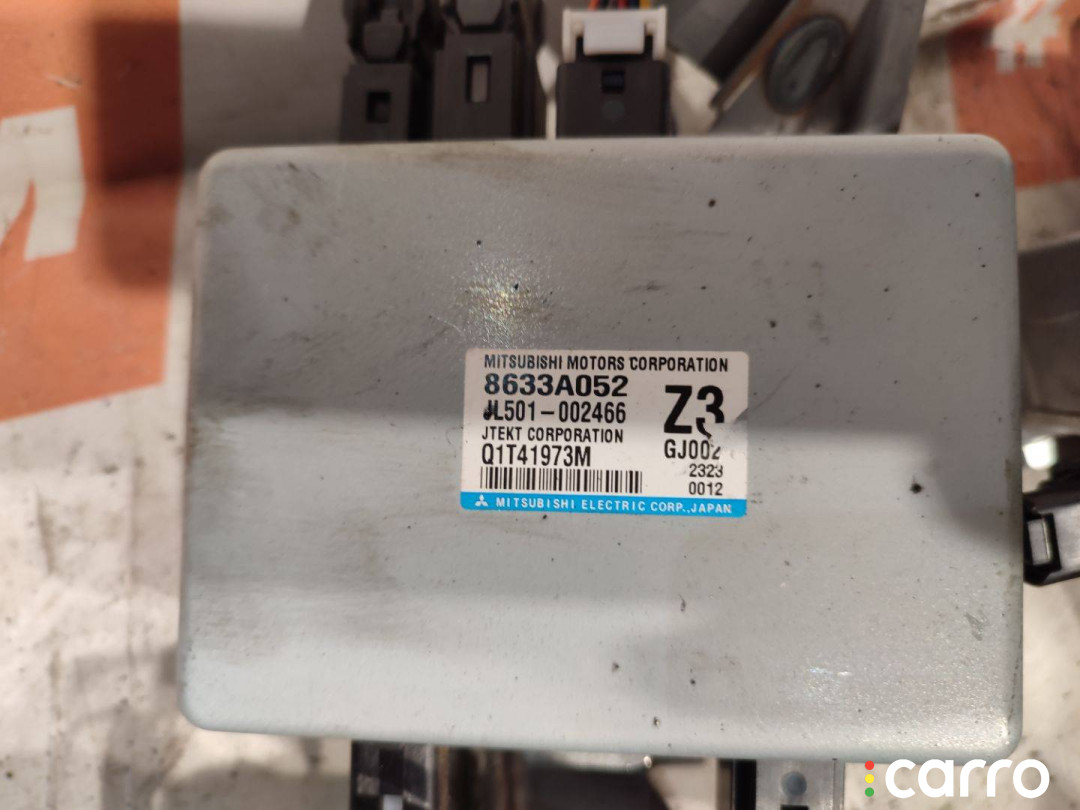 MITSUBISHI MOTORS CORPORATION
8633A052
JL501-002466
Z3
JTEKT CORPORATION
GJ002
Q1T41973M
2323
0012
MITSUBISHI ELECTRIC CORP.,JAPAN
carro